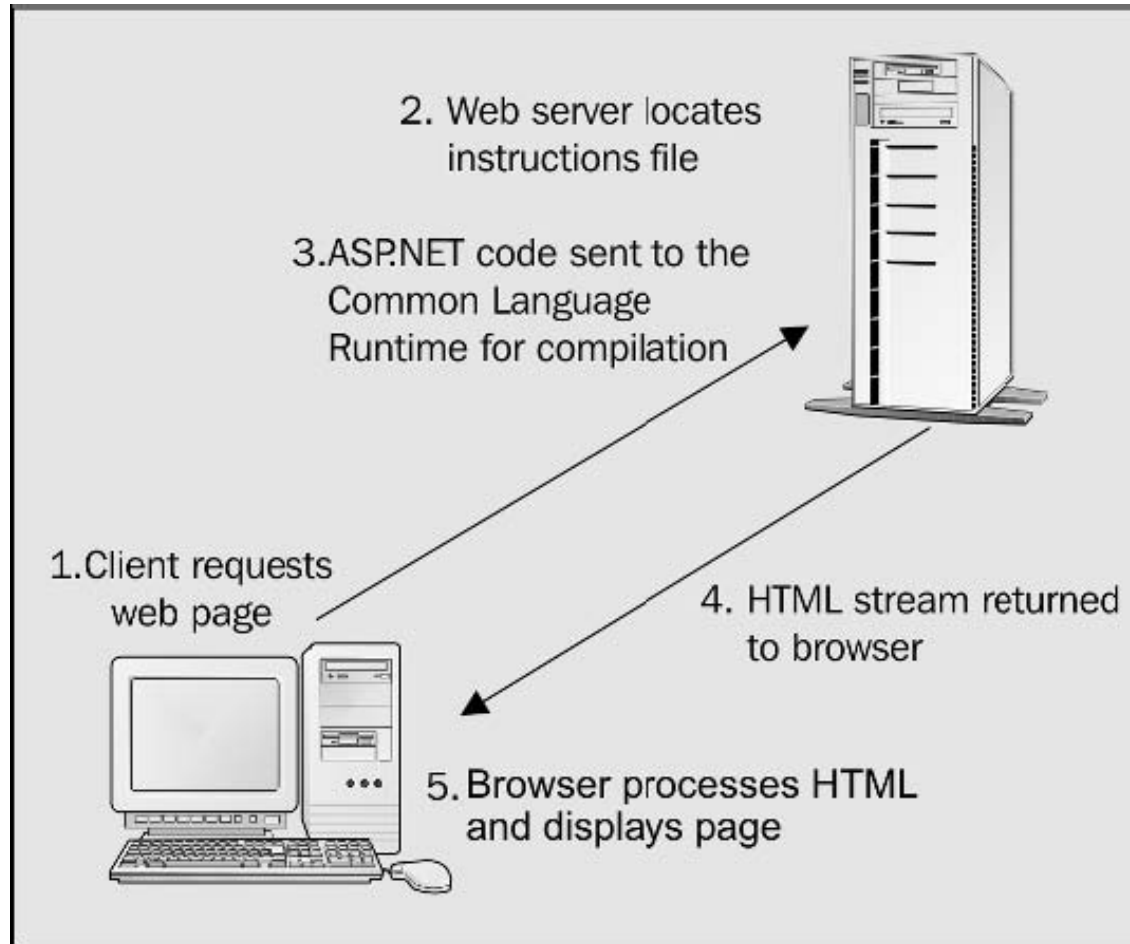 1.Client requests
web page
2. Web server locates
instructions file
3.ASP.NET code sent to the
Common Language
Runtime for compilation
4. HTML stream returned
to browser
5. Browser processes HTML
and displays page